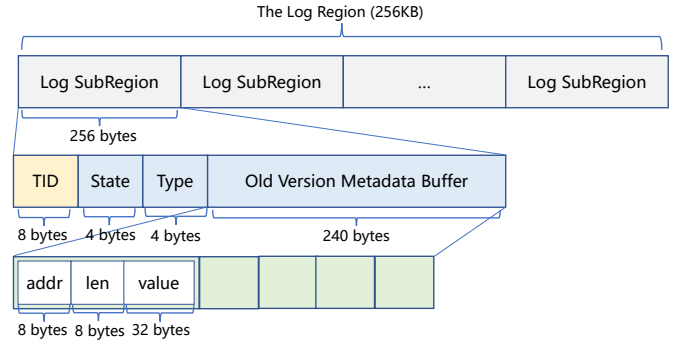 The Log Region (256KB)
Log SubRegion Log SubRegion ... Log SubRegion
256 bytes
TID State Type Old Version Metadata Buffer
8 bytes 4 bytes 4 bytes 240 bytes
addr len value
8 bytes 8 bytes 32 bytes